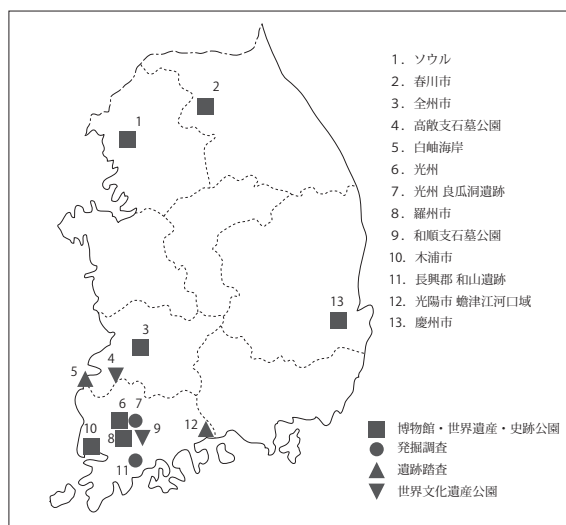 1．ソウル
2．春川市
3．全州市
4．高敞支石墓公園
5．白岫海岸
6．光州
7．光州 良瓜洞遺跡
8．羅州市
9．和順支石墓公園
10．木浦市
11．長興郡 和山遺跡
12．光陽市 蟾津江河口域
13．慶州市
博物館・世界遺産・史跡公園
発掘調査
遺跡踏査
世界文化遺産公園
2
1
13
3
4
5
6 7
12
10
8 9
11